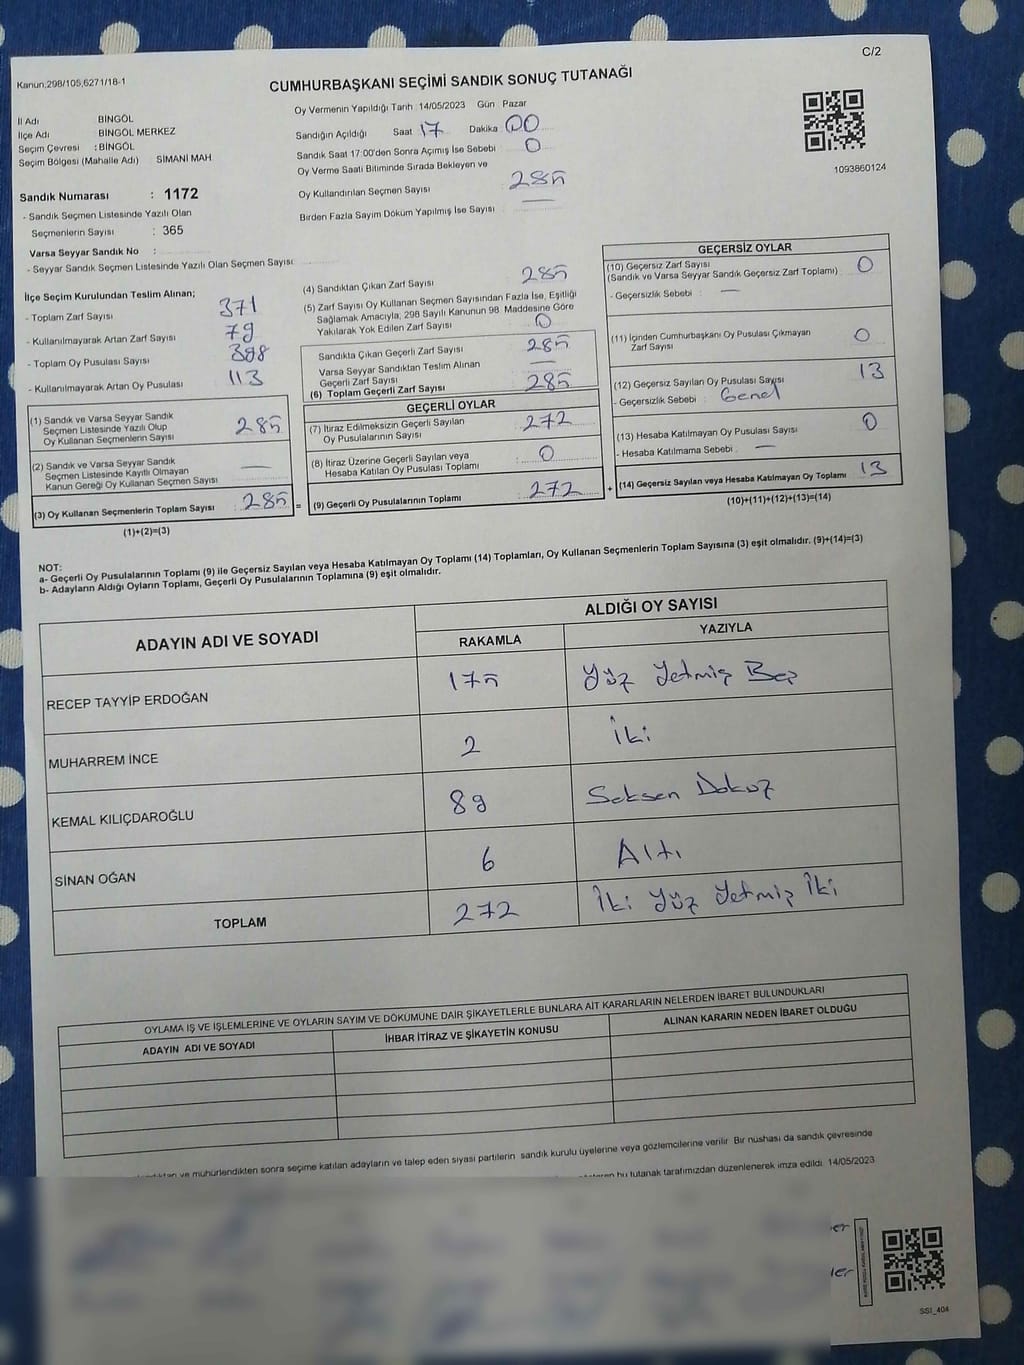 C/2
Kanun;298/105,6271/18-1
CUMHURBAŞKANI SEÇİMİ SANDIK SONUÇ TUTANAĞI
İl Adı BİNGÖL
İlçe Adı BİNGÖL MERKEZ
Seçim Çevresi : BİNGÖL
Seçim Bölgesi (Mahalle Adı) SİMANİ MAH
Sandık Numarası : 1172
- Sandık Seçmen Listesinde Yazılı Olan
Seçmenlerin Sayısı : 365
Varsa Seyyar Sandık No :
- Seyyar Sandık Seçmen Listesinde Yazılı Olan Seçmen Sayısı
Oy Vermenin Yapıldığı Tarih 14/05/2023 Gün Pazar
Sandığın Açıldığı Saat 17 Dakika 00
Sandık Saat 17:00'den Sonra Açımış İse Sebebi 0
Oy Verme Saati Bitiminde Sırada Bekleyen ve
Oy Kullandırılan Seçmen Sayısı 285
Birden Fazla Sayım Döküm Yapılmış İse Sayısı —
1093860124
İlçe Seçim Kurulundan Teslim Alınan;
- Toplam Zarf Sayısı 371
- Kullanılmayarak Artan Zarf Sayısı 79
- Toplam Oy Pusulası Sayısı 398
- Kullanılmayarak Artan Oy Pusulası 113
(1) Sandık ve Varsa Seyyar Sandık
Seçmen Listesinde Yazılı Olup
Oy Kullanan Seçmenlerin Sayısı 285
(2) Sandık ve Varsa Seyyar Sandık
Seçmen Listesinde Kayıtlı Olmayan
Kanun Gereği Oy Kullanan Seçmen Sayısı —
(3) Oy Kullanan Seçmenlerin Toplam Sayısı 285 =
(1)+(2)=(3)
(4) Sandıktan Çıkan Zarf Sayısı 285
(5) Zarf Sayısı Oy Kullanan Seçmen Sayısından Fazla İse, Eşitliği
Sağlamak Amacıyla; 298 Sayılı Kanunun 98. Maddesine Göre
Yakılarak Yok Edilen Zarf Sayısı 0
Sandıkta Çıkan Geçerli Zarf Sayısı 285
Varsa Seyyar Sandıktan Teslim Alınan
Geçerli Zarf Sayısı —
(6) Toplam Geçerli Zarf Sayısı 285
GEÇERLİ OYLAR
(7) İtiraz Edilmeksizin Geçerli Sayılan
Oy Pusulalarının Sayısı : 272
(8) İtiraz Üzerine Geçerli Sayılan veya
Hesaba Katılan Oy Pusulası Toplamı : 0
(9) Geçerli Oy Pusulalarının Toplamı : 272 +
GEÇERSİZ OYLAR
(10) Geçersiz Zarf Sayısı
(Sandık ve Varsa Seyyar Sandık Geçersiz Zarf Toplamı) : 0
- Geçersizlik Sebebi : —
(11) İçinden Cumhurbaşkanı Oy Pusulası Çıkmayan
Zarf Sayısı 0
(12) Geçersiz Sayılan Oy Pusulası Sayısı 13
- Geçersizlik Sebebi : Genel
(13) Hesaba Katılmayan Oy Pusulası Sayısı 0
- Hesaba Katılmama Sebebi : —
(14) Geçersiz Sayılan veya Hesaba Katılmayan Oy Toplamı 13
(10)+(11)+(12)+(13)=(14)
NOT:
a- Geçerli Oy Pusulalarının Toplamı (9) ile Geçersiz Sayılan veya Hesaba Katılmayan Oy Toplamı (14) Toplamları, Oy Kullanan Seçmenlerin Toplam Sayısına (3) eşit olmalıdır. (9)+(14)=(3)
b- Adayların Aldığı Oyların Toplamı, Geçerli Oy Pusulalarının Toplamına (9) eşit olmalıdır.
ADAYIN ADI VE SOYADI
ALDIĞI OY SAYISI
RAKAMLA YAZIYLA
RECEP TAYYİP ERDOĞAN 175 Yüz Yetmiş Beş
MUHARREM İNCE 2 İki
KEMAL KILIÇDAROĞLU 89 Seksen Dokuz
SİNAN OĞAN 6 Altı
TOPLAM 272 İki Yüz Yetmiş İki
OYLAMA İŞ VE İŞLEMLERİNE VE OYLARIN SAYIM VE DÖKÜMÜNE DAİR ŞİKAYETLERLE BUNLARA AİT KARARLARIN NELERDEN İBARET BULUNDUKLARI
ADAYIN ADI VE SOYADI İHBAR İTİRAZ VE ŞİKAYETİN KONUSU ALINAN KARARIN NEDEN İBARET OLDUĞU
ve mühürlendikten sonra seçime katılan adayların ve talep eden siyasi partilerin sandık kurulu üyelerine veya gözlemcilerine verilir Bir nüshası da sandık çevresinde
bu tutanak tarafımızdan düzenlenerek imza edildi. 14/05/2023
SSI_404